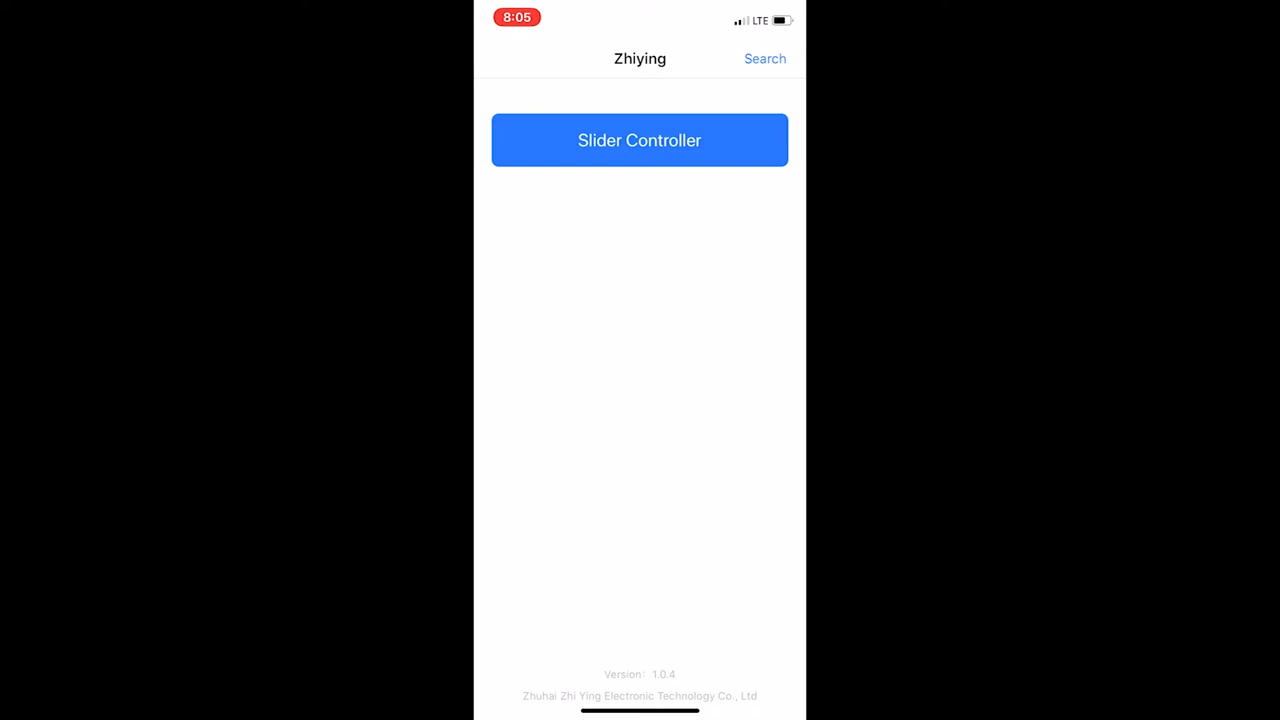 8:05
LTE
Zhiying
Search
Slider Controller
Version: 1.0.4
Zhuhai Zhi Ying Electronic Technology Co., Ltd